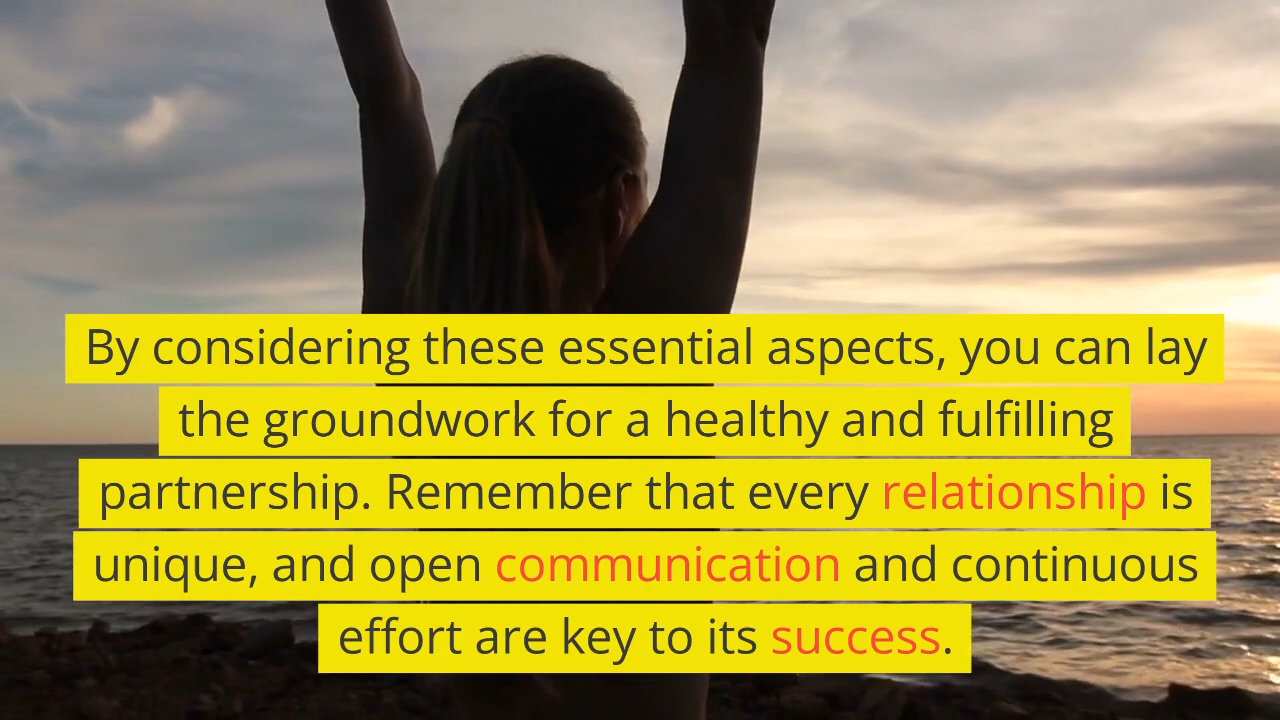 By considering these essential aspects, you can lay
the groundwork for a healthy and fulfilling
partnership. Remember that every relationship is
unique, and open communication and continuous
effort are key to its success.